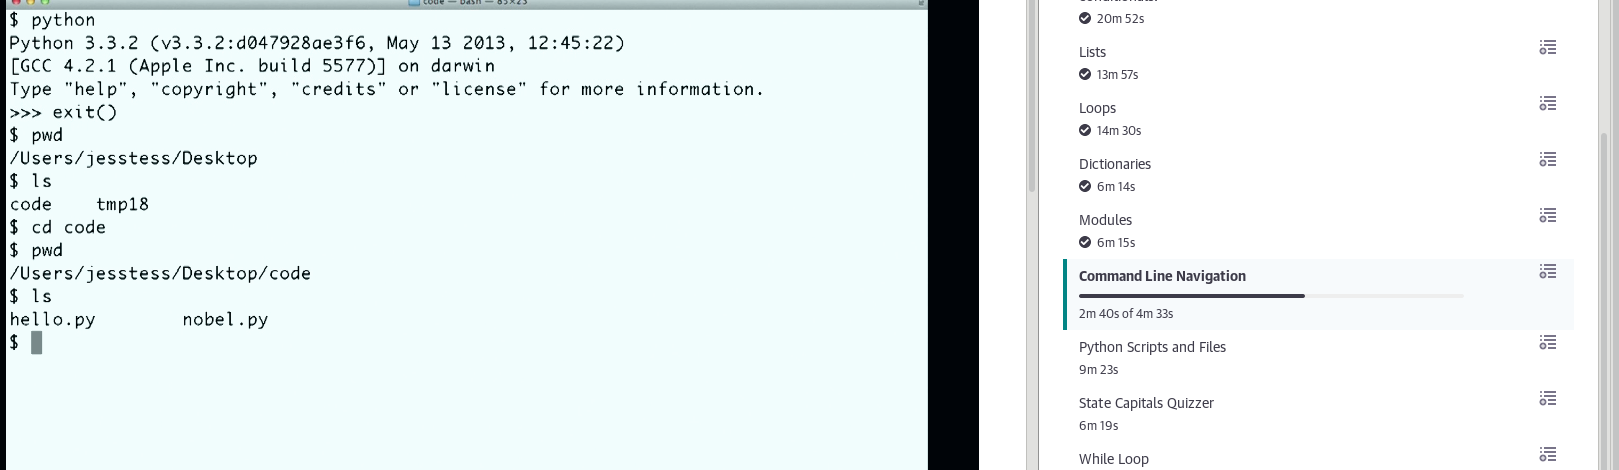 code — bash — 85×23
$ python
Python 3.3.2 (v3.3.2:d047928ae3f6, May 13 2013, 12:45:22)
[GCC 4.2.1 (Apple Inc. build 5577)] on darwin
Type "help", "copyright", "credits" or "license" for more information.
>>> exit()
$ pwd
/Users/jesstess/Desktop
$ ls
code    tmp18
$ cd code
$ pwd
/Users/jesstess/Desktop/code
$ ls
hello.py        nobel.py
$
20m 52s
Lists
13m 57s
Loops
14m 30s
Dictionaries
6m 14s
Modules
6m 15s
Command Line Navigation
2m 40s of 4m 33s
Python Scripts and Files
9m 23s
State Capitals Quizzer
6m 19s
While Loop